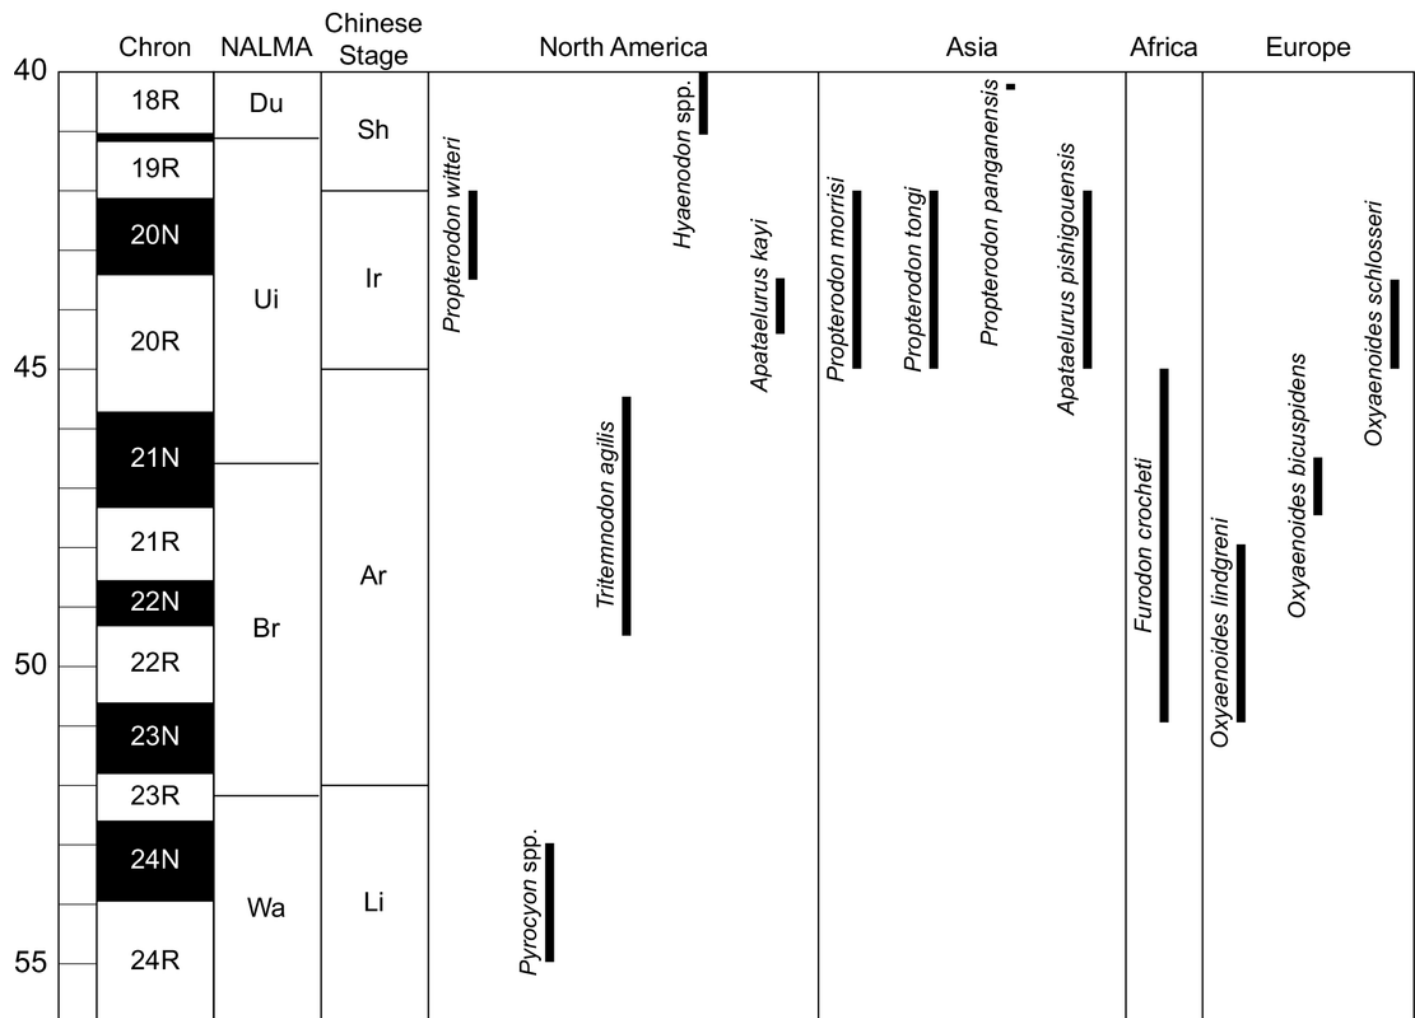 Chron
NALMA
Chinese
Stage
North America
Asia
Africa
Europe
40
45
50
55
18R
19R
20N
20R
21N
21R
22N
22R
23N
23R
24N
24R
Du
Ui
Br
Wa
Sh
Ir
Ar
Li
Propterodon witteri
Pyrocyon spp.
Tritemnodon agilis
Hyaenodon spp.
Apataelurus kayi
Propterodon morrisi
Propterodon tongi
Propterodon panganensis
Apataelurus pishigouensis
Furodon crocheti
Oxyaenoides lindgreni
Oxyaenoides bicuspidens
Oxyaenoides schlosseri